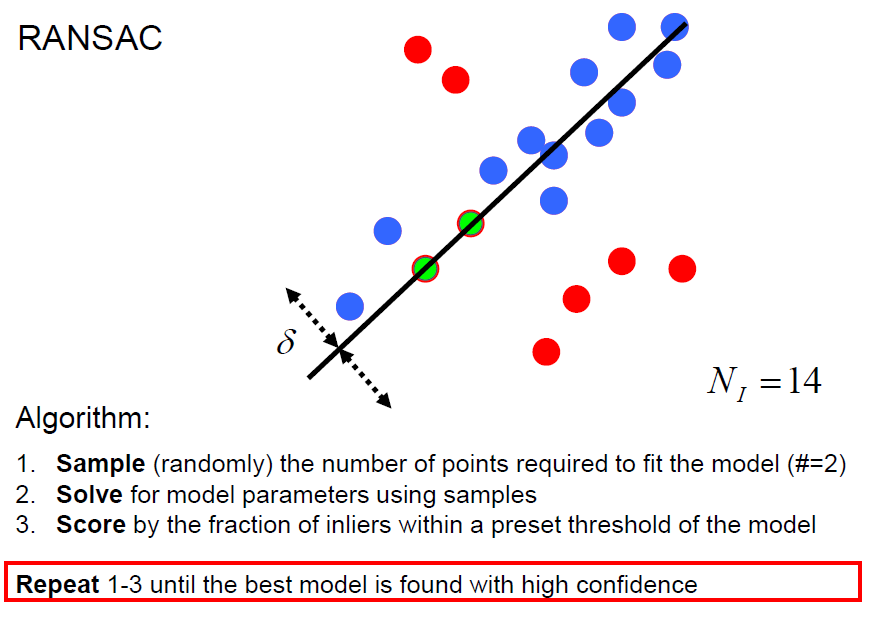 RANSAC
δ
N_I = 14
Algorithm:
1. Sample (randomly) the number of points required to fit the model (#=2)
2. Solve for model parameters using samples
3. Score by the fraction of inliers within a preset threshold of the model
Repeat 1-3 until the best model is found with high confidence